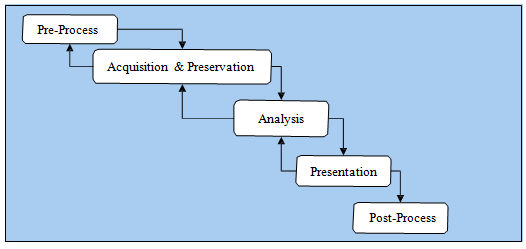 Pre-Process
Acquisition & Preservation
Analysis
Presentation
Post-Process